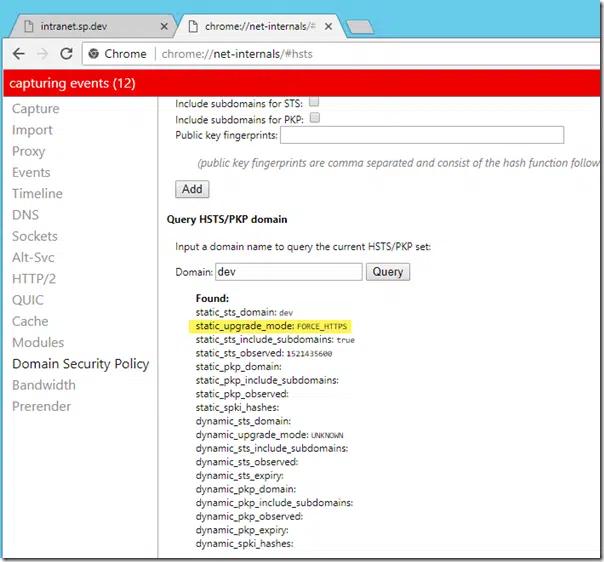 intranet.sp.dev
chrome://net-internals/#
Chrome
chrome://net-internals/#hsts
capturing events (12)
Capture
Import
Proxy
Events
Timeline
DNS
Sockets
Alt-Svc
HTTP/2
QUIC
Cache
Modules
Domain Security Policy
Bandwidth
Prerender
Include subdomains for STS:
Include subdomains for PKP:
Public key fingerprints:
(public key fingerprints are comma separated and consist of the hash function follow
Add
Query HSTS/PKP domain
Input a domain name to query the current HSTS/PKP set:
Domain: dev Query
Found:
static_sts_domain: dev
static_upgrade_mode: FORCE_HTTPS
static_sts_include_subdomains: true
static_sts_observed: 1521435600
static_pkp_domain:
static_pkp_include_subdomains:
static_pkp_observed:
static_spki_hashes:
dynamic_sts_domain:
dynamic_upgrade_mode: UNKNOWN
dynamic_sts_include_subdomains:
dynamic_sts_observed:
dynamic_sts_expiry:
dynamic_pkp_domain:
dynamic_pkp_include_subdomains:
dynamic_pkp_observed:
dynamic_pkp_expiry:
dynamic_spki_hashes: